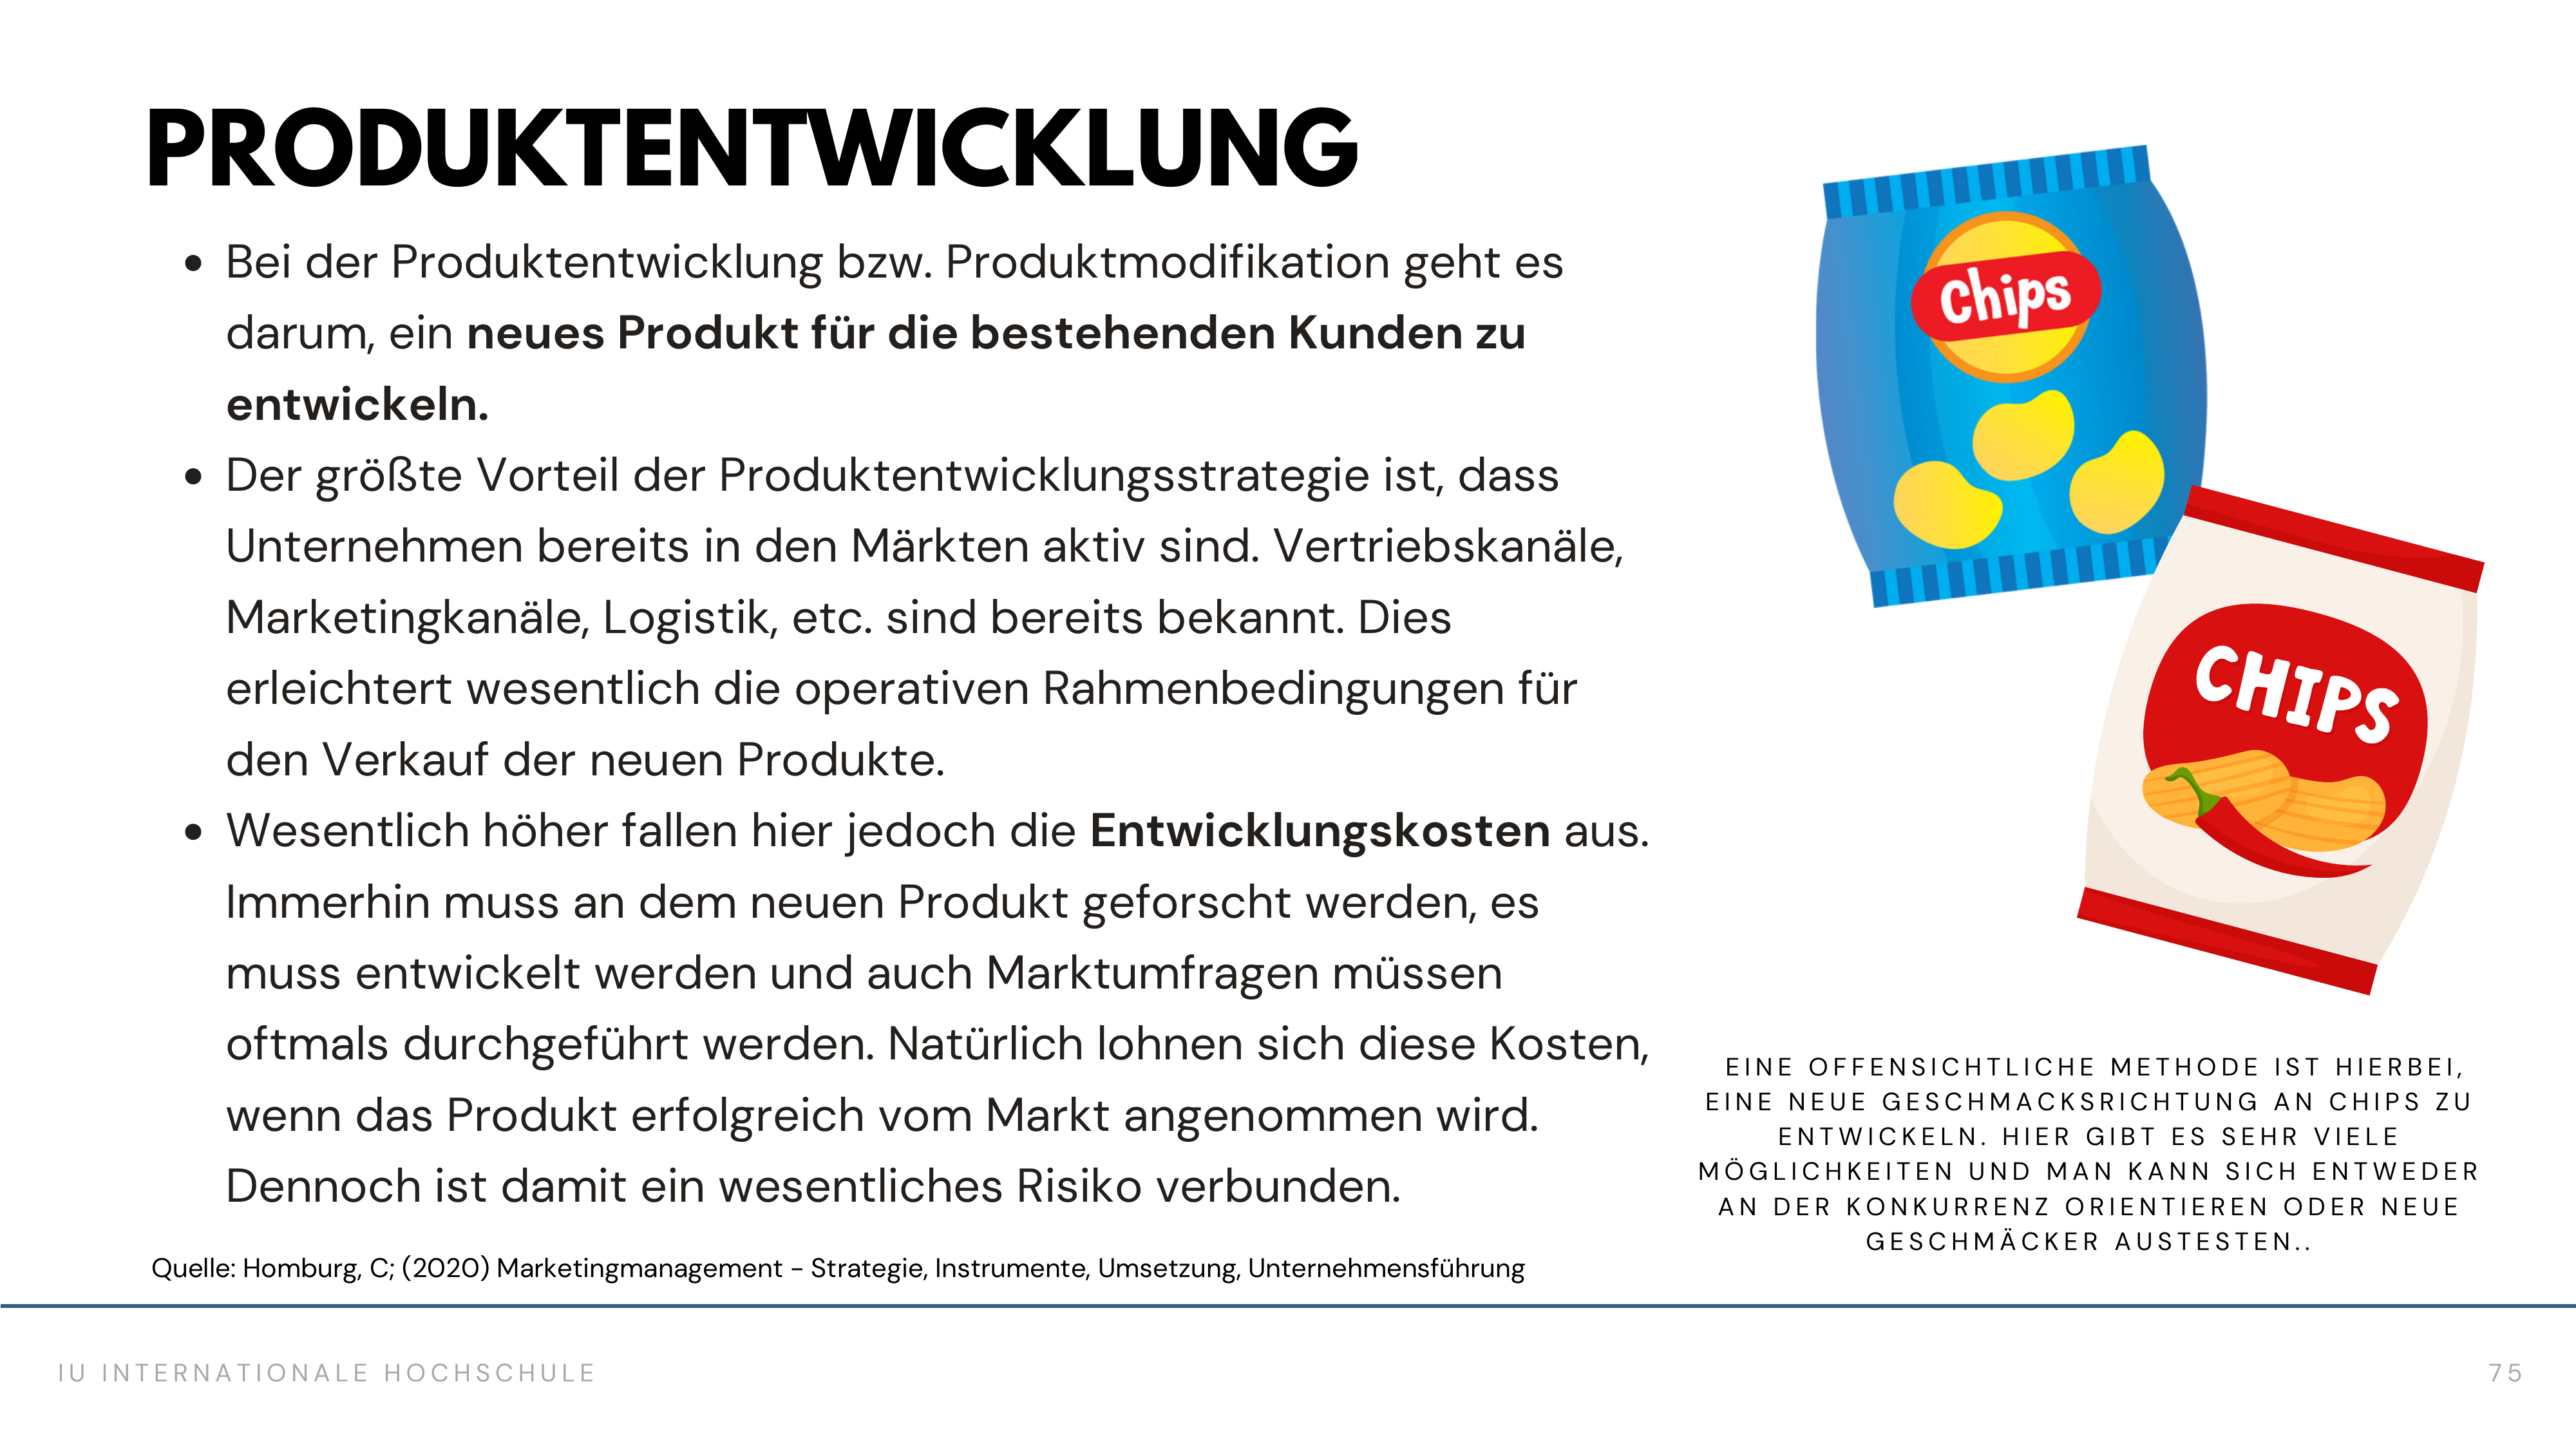 PRODUKTENTWICKLUNG
• Bei der Produktentwicklung bzw. Produktmodifikation geht es
darum, ein neues Produkt für die bestehenden Kunden zu
entwickeln.
• Der größte Vorteil der Produktentwicklungsstrategie ist, dass
Unternehmen bereits in den Märkten aktiv sind. Vertriebskanäle,
Marketingkanäle, Logistik, etc. sind bereits bekannt. Dies
erleichtert wesentlich die operativen Rahmenbedingungen für
den Verkauf der neuen Produkte.
• Wesentlich höher fallen hier jedoch die Entwicklungskosten aus.
Immerhin muss an dem neuen Produkt geforscht werden, es
muss entwickelt werden und auch Marktumfragen müssen
oftmals durchgeführt werden. Natürlich lohnen sich diese Kosten,
wenn das Produkt erfolgreich vom Markt angenommen wird.
Dennoch ist damit ein wesentliches Risiko verbunden.
Quelle: Homburg, C; (2020) Marketingmanagement - Strategie, Instrumente, Umsetzung, Unternehmensführung
Chips
CHIPS
EINE OFFENSICHTLICHE METHODE IST HIERBEI,
EINE NEUE GESCHMACKSRICHTUNG AN CHIPS ZU
ENTWICKELN. HIER GIBT ES SEHR VIELE
MÖGLICHKEITEN UND MAN KANN SICH ENTWEDER
AN DER KONKURRENZ ORIENTIEREN ODER NEUE
GESCHMÄCKER AUSTESTEN..
IU INTERNATIONALE HOCHSCHULE
75